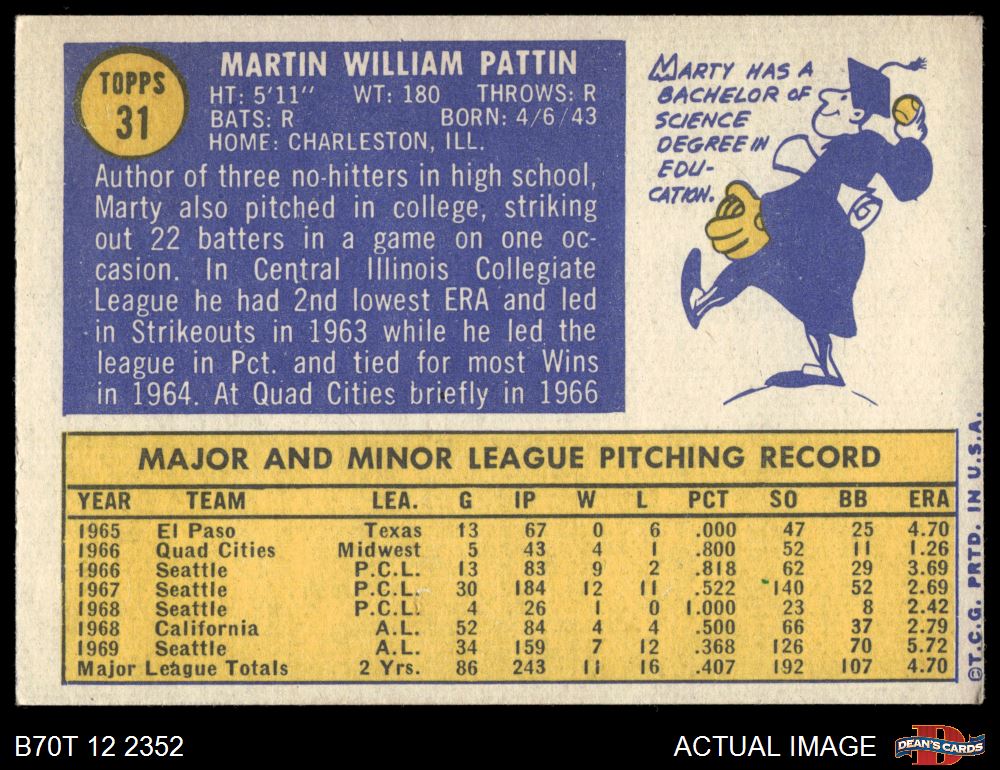 TOPPS
31
MARTIN WILLIAM PATTIN
HT: 5'11" WT: 180 THROWS: R
BATS: R BORN: 4/6/43
HOME: CHARLESTON, ILL.
Author of three no-hitters in high school,
Marty also pitched in college, striking
out 22 batters in a game on one oc-
casion. In Central Illinois Collegiate
League he had 2nd lowest ERA and led
in Strikeouts in 1963 while he led the
league in Pct. and tied for most Wins
in 1964. At Quad Cities briefly in 1966
MARTY HAS A
BACHELOR OF
SCIENCE
DEGREE IN
EDU-
CATION.
MAJOR AND MINOR LEAGUE PITCHING RECORD
YEAR TEAM LEA. G IP W L PCT SO BB ERA
1965 El Paso Texas 13 67 0 6 .000 47 25 4.70
1966 Quad Cities Midwest 5 43 4 1 .800 52 11 1.26
1966 Seattle P.C.L. 13 83 9 2 .818 62 29 3.69
1967 Seattle P.C.L. 30 184 12 11 .522 140 52 2.69
1968 Seattle P.C.L. 4 26 1 0 1.000 23 8 2.42
1968 California A.L. 52 84 4 4 .500 66 37 2.79
1969 Seattle A.L. 34 159 7 12 .368 126 70 5.72
Major League Totals 2 Yrs. 86 243 11 16 .407 192 107 4.70
©T.C.G. PRTD. IN U.S.A.
B70T 12 2352
ACTUAL IMAGE
D
DEAN'S CARDS